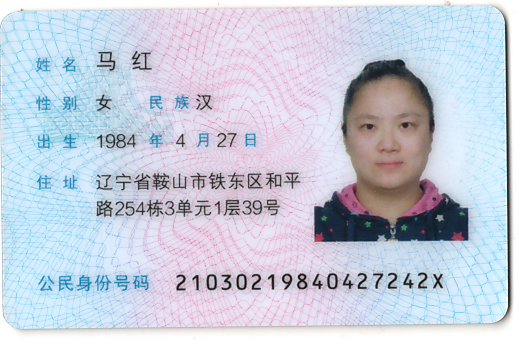 姓名 马红
性别 女 民族 汉
出生 1984 年 4 月 27 日
住址 辽宁省鞍山市铁东区和平
路254栋3单元1层39号
公民身份号码 21030219840427242X